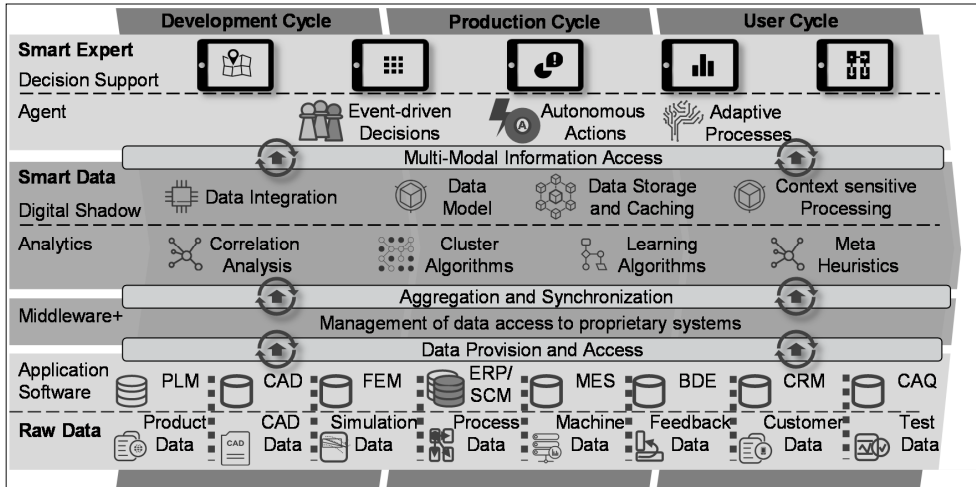 Development Cycle Production Cycle User Cycle
Smart Expert
Decision Support
Agent
Event-driven
Decisions
A
Autonomous
Actions
Adaptive
Processes
Multi-Modal Information Access
Smart Data
Digital Shadow
Data Integration
Data
Model
Data Storage
and Caching
Context sensitive
Processing
Analytics
Correlation
Analysis
Cluster
Algorithms
Learning
Algorithms
Meta
Heuristics
Aggregation and Synchronization
Middleware+
Management of data access to proprietary systems
Data Provision and Access
Application
Software
PLM
CAD
FEM
ERP/
SCM
MES
BDE
CRM
CAQ
Raw Data
Product
Data
CAD
CAD
Data
Simulation
Data
Process
Data
Machine
Data
Feedback
Data
Customer
Data
Test
Data